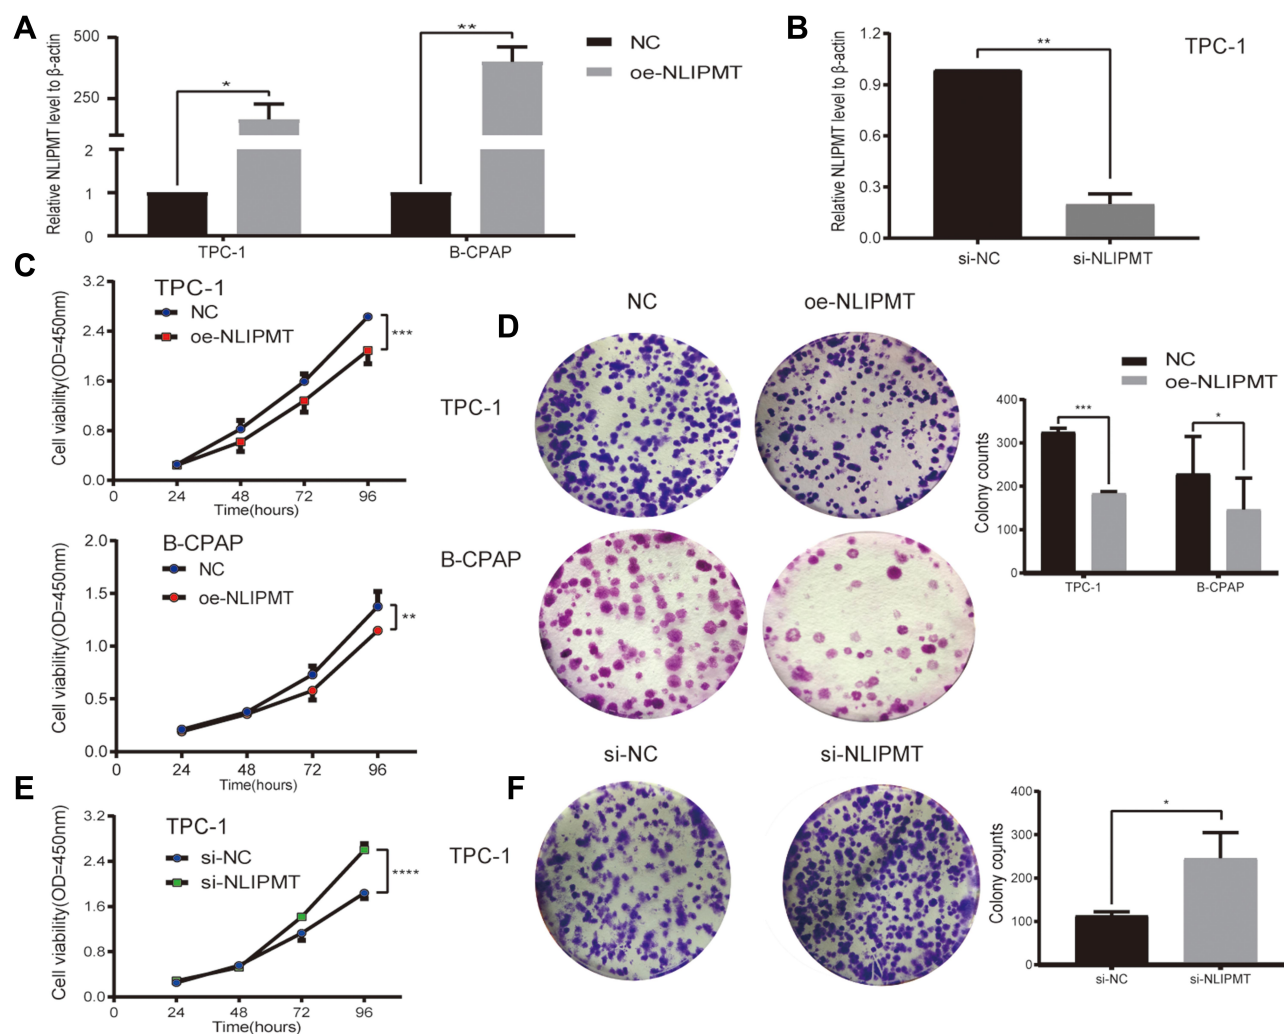 A
Relative NLIPMT level to β-actin
500
250
2
1
0
*
**
TPC-1
B-CPAP
NC
oe-NLIPMT
B
Relative NLIPMT level to β-actin
1.2
0.9
0.6
0.3
0.0
**
TPC-1
si-NC
si-NLIPMT
C
Cell viability(OD=450nm)
3.2
2.4
1.6
0.8
0.0
TPC-1
NC
oe-NLIPMT
***
0
24
48
72
96
Time(hours)
Cell viability(OD=450nm)
2.0
1.5
1.0
0.5
0.0
B-CPAP
NC
oe-NLIPMT
**
0
24
48
72
96
Time(hours)
D
NC
oe-NLIPMT
TPC-1
B-CPAP
NC
oe-NLIPMT
Colony counts
400
300
200
100
0
***
*
TPC-1
B-CPAP
E
Cell viability(OD=450nm)
3.2
2.4
1.6
0.8
0.0
TPC-1
si-NC
si-NLIPMT
****
0
24
48
72
96
Time(hours)
F
si-NC
si-NLIPMT
TPC-1
Colony counts
400
300
200
100
0
*
si-NC
si-NLIPMT